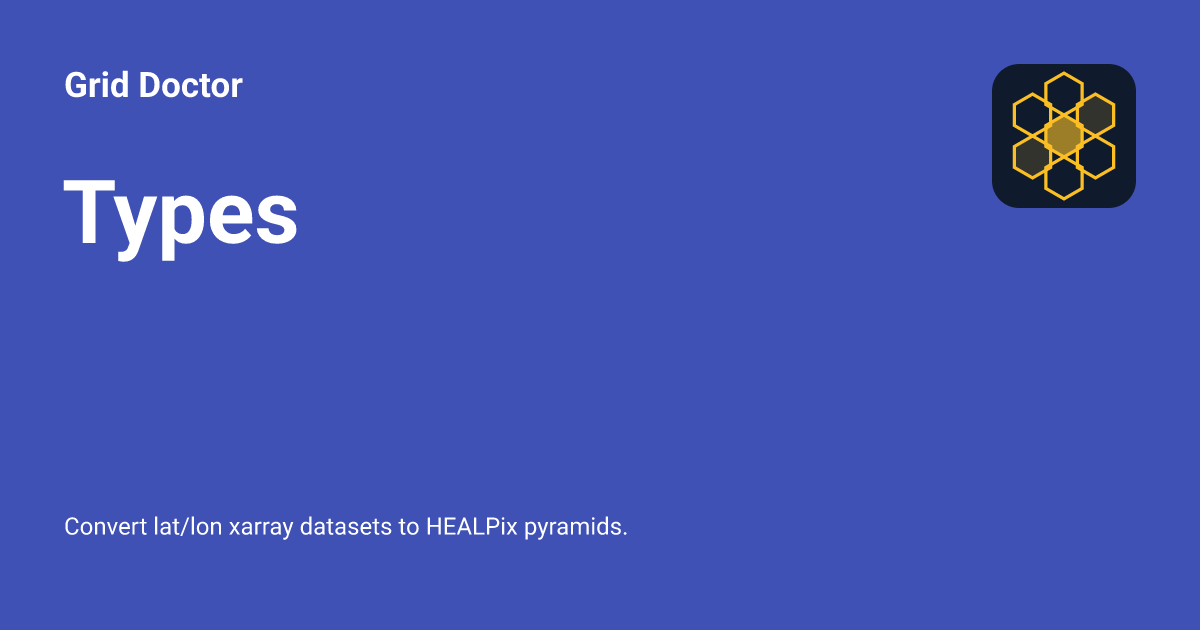 Grid Doctor
Types
Convert lat/lon xarray datasets to HEALPix pyramids.